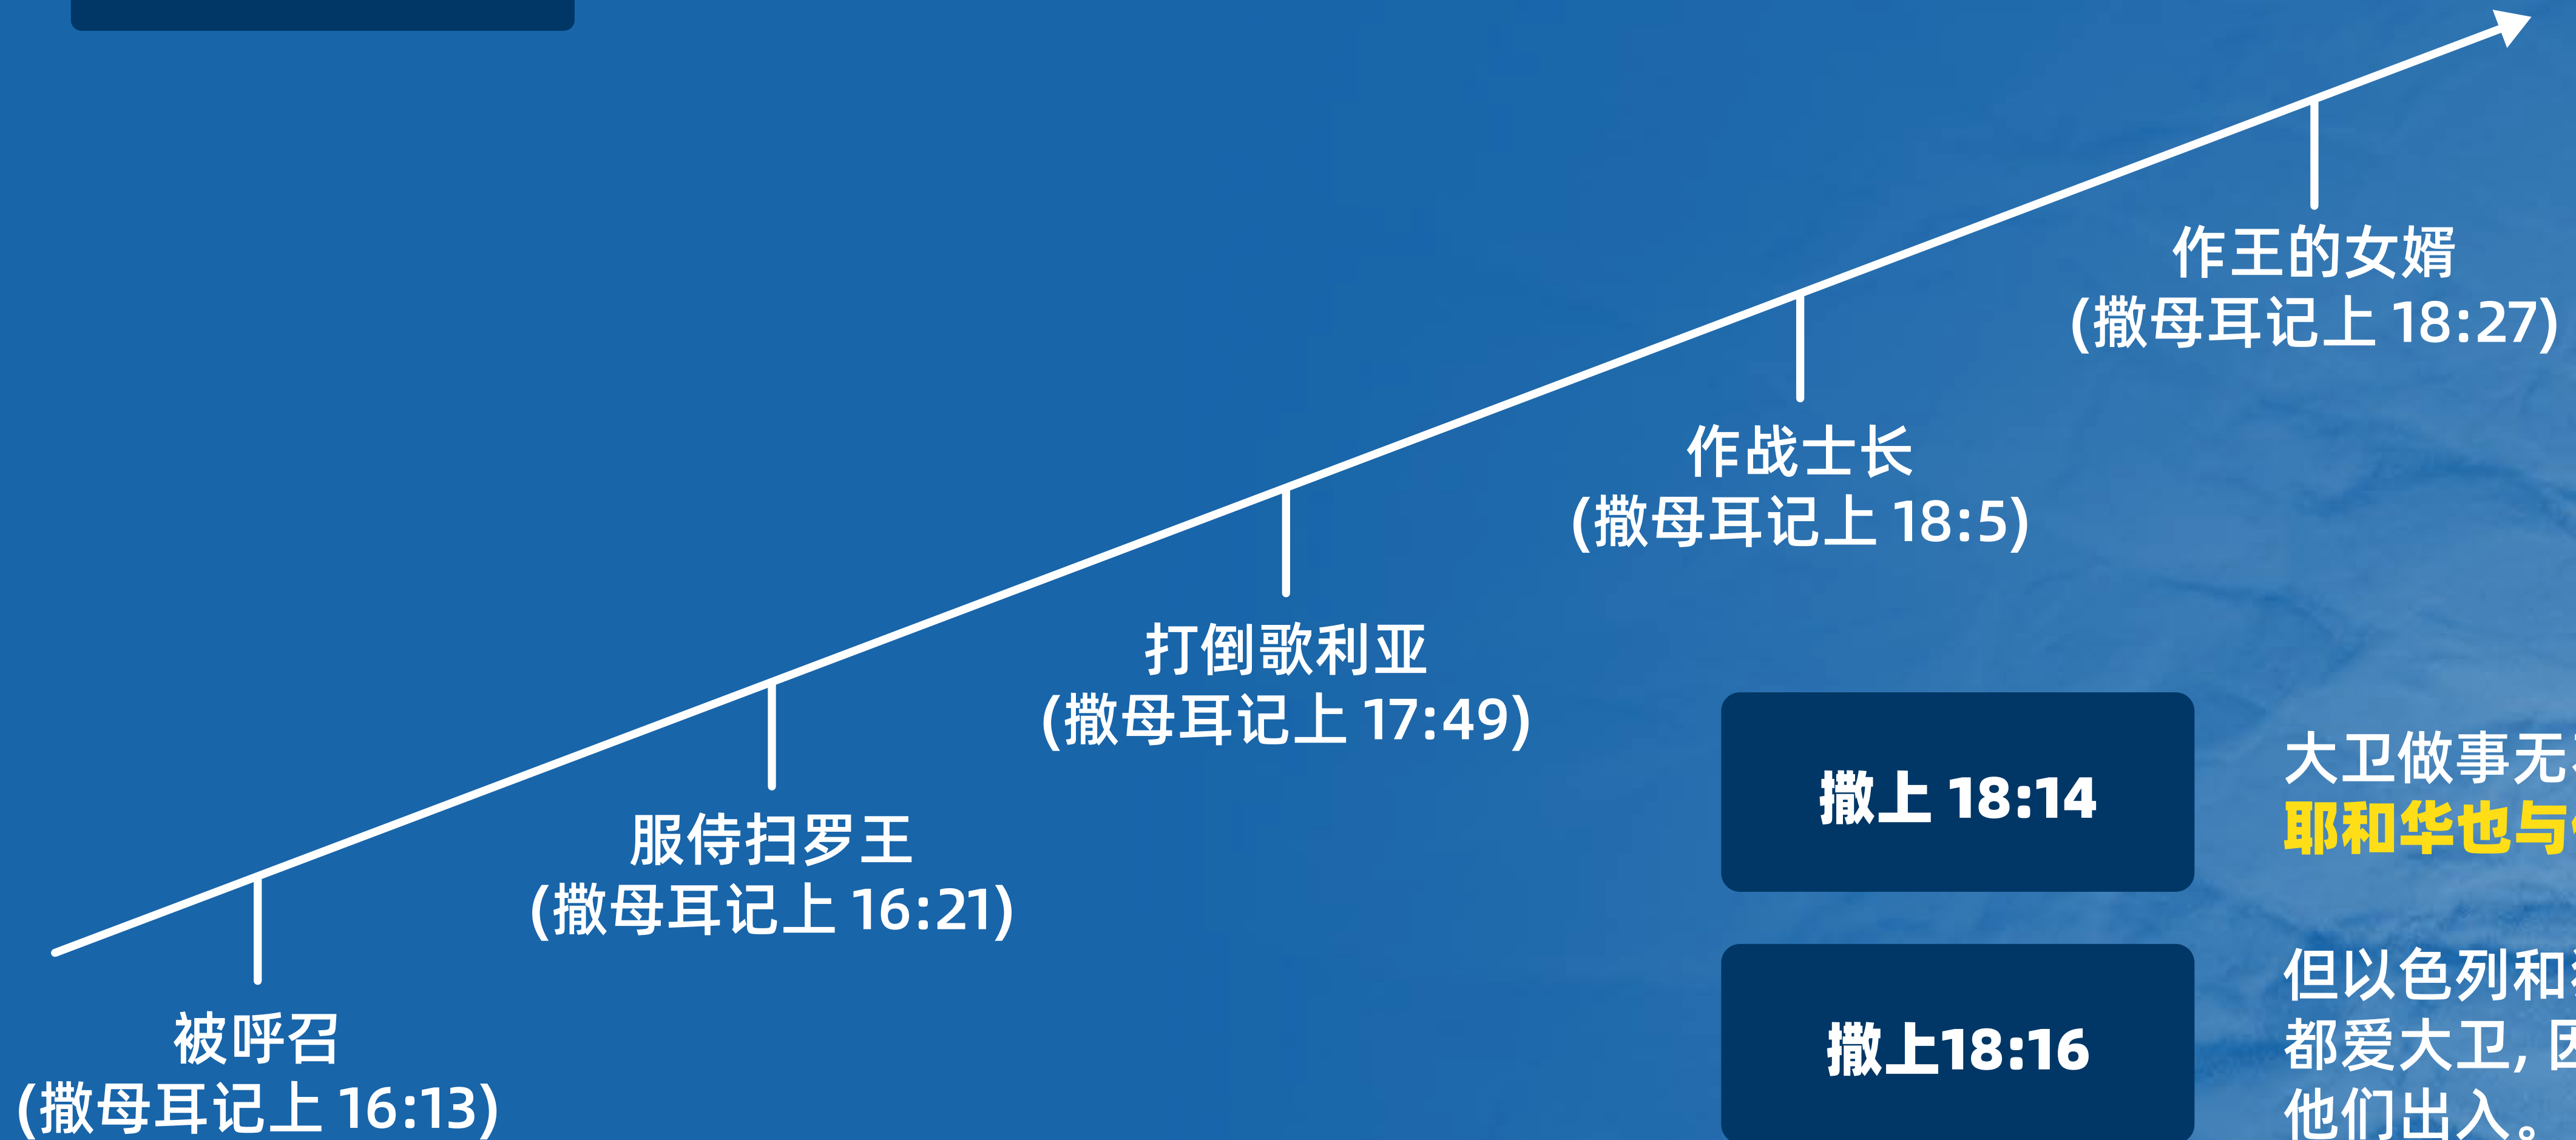 作王的女婿
(撒母耳记上 18:27)
作战士长
(撒母耳记上 18:5)
打倒歌利亚
(撒母耳记上 17:49)
服侍扫罗王
(撒母耳记上 16:21)
被呼召
(撒母耳记上 16:13)
撒上 18:14
大卫做事无
耶和华也与
撒上18:16
但以色列和
都爱大卫, 因
他们出入。